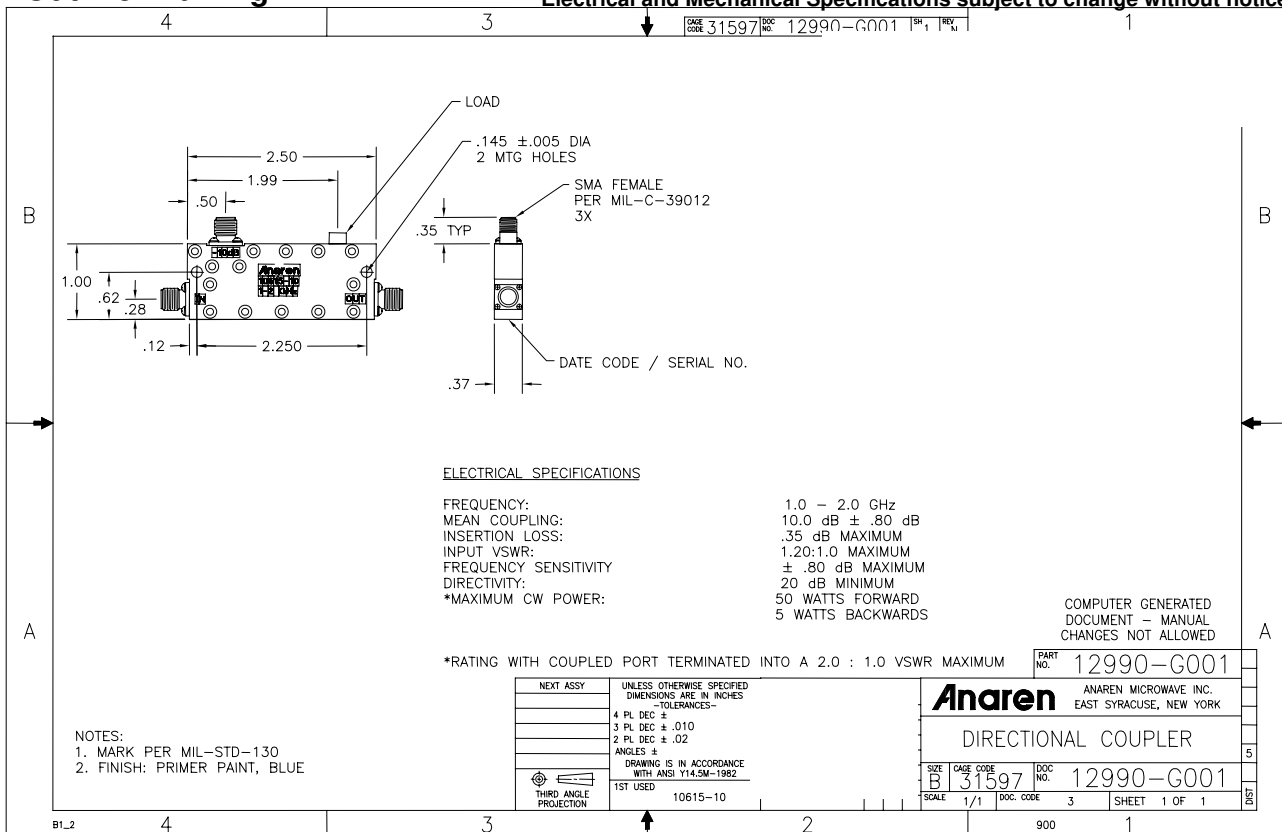 Electrical and Mechanical Specifications subject to change without notice
4 3 1
CAGE CODE 31597 DOC NO. 12990-G001 SH 1 REV N
LOAD
.145 ±.005 DIA
2 MTG HOLES
2.50
1.99
.50
SMA FEMALE
PER MIL-C-39012
3X
.35 TYP
B B
-10dB
1.00
.62
.28
Anaren
IN
1-2 GHz
OUT
.12
2.250
DATE CODE / SERIAL NO.
.37
ELECTRICAL SPECIFICATIONS
FREQUENCY: 1.0 - 2.0 GHz
MEAN COUPLING: 10.0 dB ± .80 dB
INSERTION LOSS: .35 dB MAXIMUM
INPUT VSWR: 1.20:1.0 MAXIMUM
FREQUENCY SENSITIVITY ± .80 dB MAXIMUM
DIRECTIVITY: 20 dB MINIMUM
*MAXIMUM CW POWER: 50 WATTS FORWARD
5 WATTS BACKWARDS
A A
COMPUTER GENERATED
DOCUMENT - MANUAL
CHANGES NOT ALLOWED
*RATING WITH COUPLED PORT TERMINATED INTO A 2.0 : 1.0 VSWR MAXIMUM
PART NO. 12990-G001
NEXT ASSY
UNLESS OTHERWISE SPECIFIED
DIMENSIONS ARE IN INCHES
-TOLERANCES-
4 PL DEC ±
3 PL DEC ± .010
2 PL DEC ± .02
ANGLES ±
DRAWING IS IN ACCORDANCE
WITH ANSI Y14.5M-1982
1ST USED
10615-10
THIRD ANGLE
PROJECTION
Anaren
ANAREN MICROWAVE INC.
EAST SYRACUSE, NEW YORK
DIRECTIONAL COUPLER
SIZE B CAGE CODE 31597 DOC NO. 12990-G001
SCALE 1/1 DOC. CODE 3 SHEET 1 OF 1
5
DIST
NOTES:
1. MARK PER MIL-STD-130
2. FINISH: PRIMER PAINT, BLUE
B1_2 4 3 2 900 1